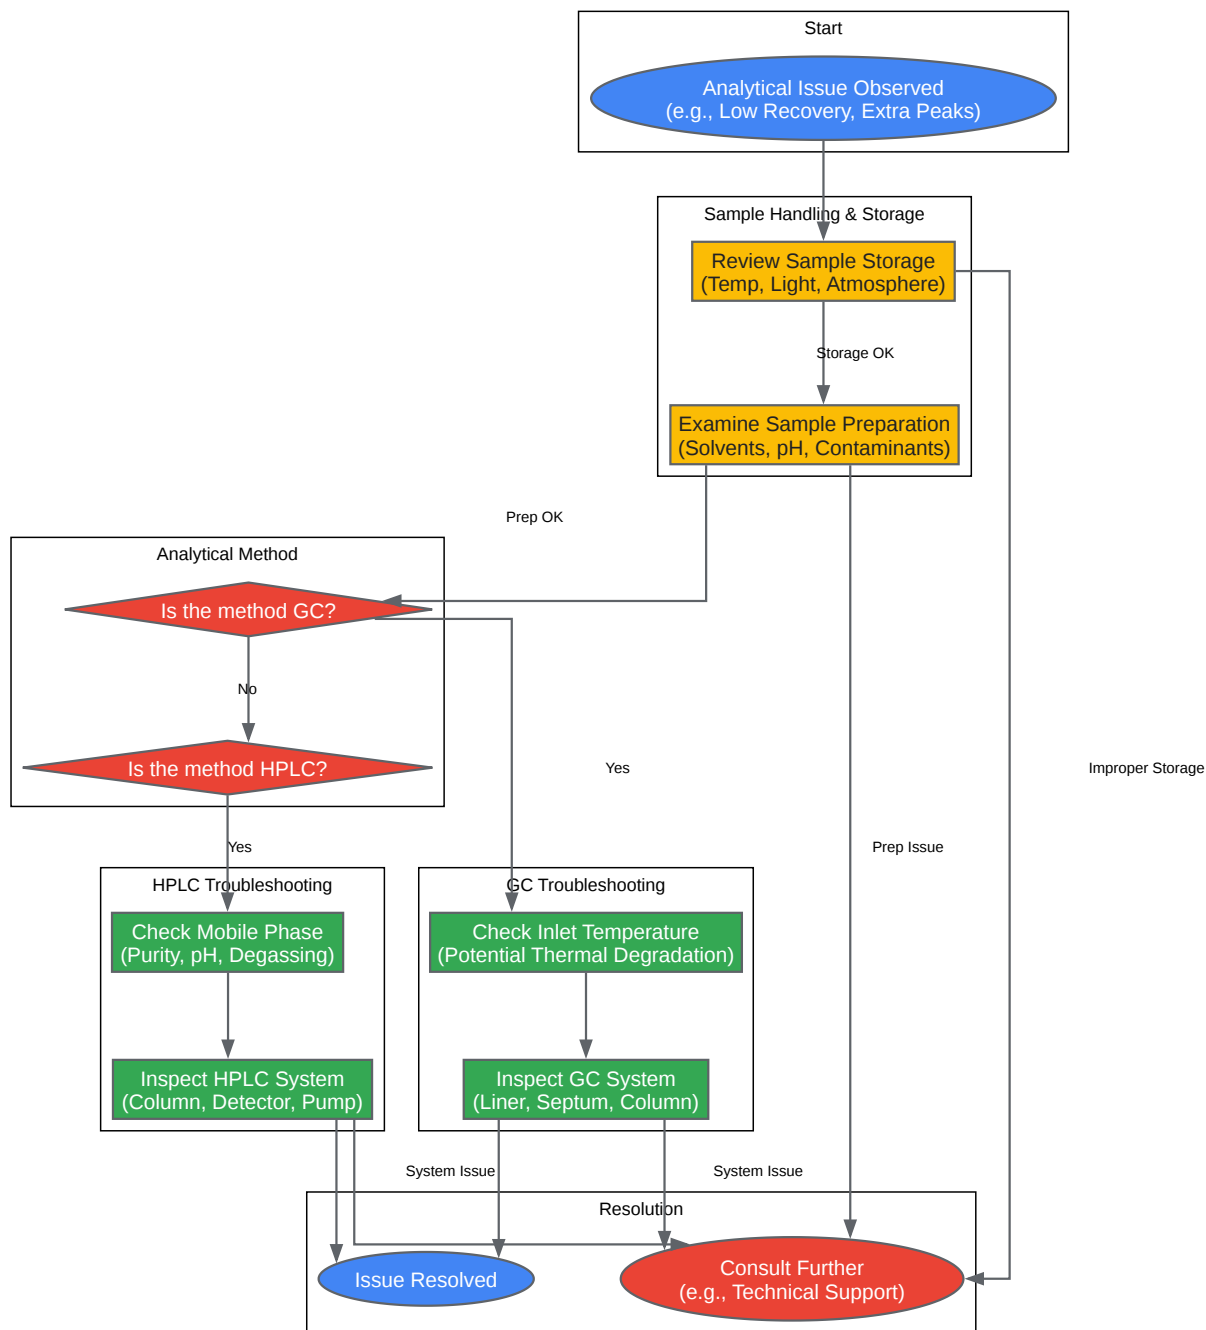 Start
Analytical Issue Observed
(e.g., Low Recovery, Extra Peaks)
Sample Handling & Storage
Review Sample Storage
(Temp, Light, Atmosphere)
Storage OK
Examine Sample Preparation
(Solvents, pH, Contaminants)
Prep OK
Analytical Method
Is the method GC?
No
Is the method HPLC?
Yes
Improper Storage
Yes
Prep Issue
HPLC Troubleshooting
GC Troubleshooting
Check Mobile Phase
(Purity, pH, Degassing)
Check Inlet Temperature
(Potential Thermal Degradation)
Inspect HPLC System
(Column, Detector, Pump)
Inspect GC System
(Liner, Septum, Column)
System Issue
System Issue
Resolution
Issue Resolved
Consult Further
(e.g., Technical Support)